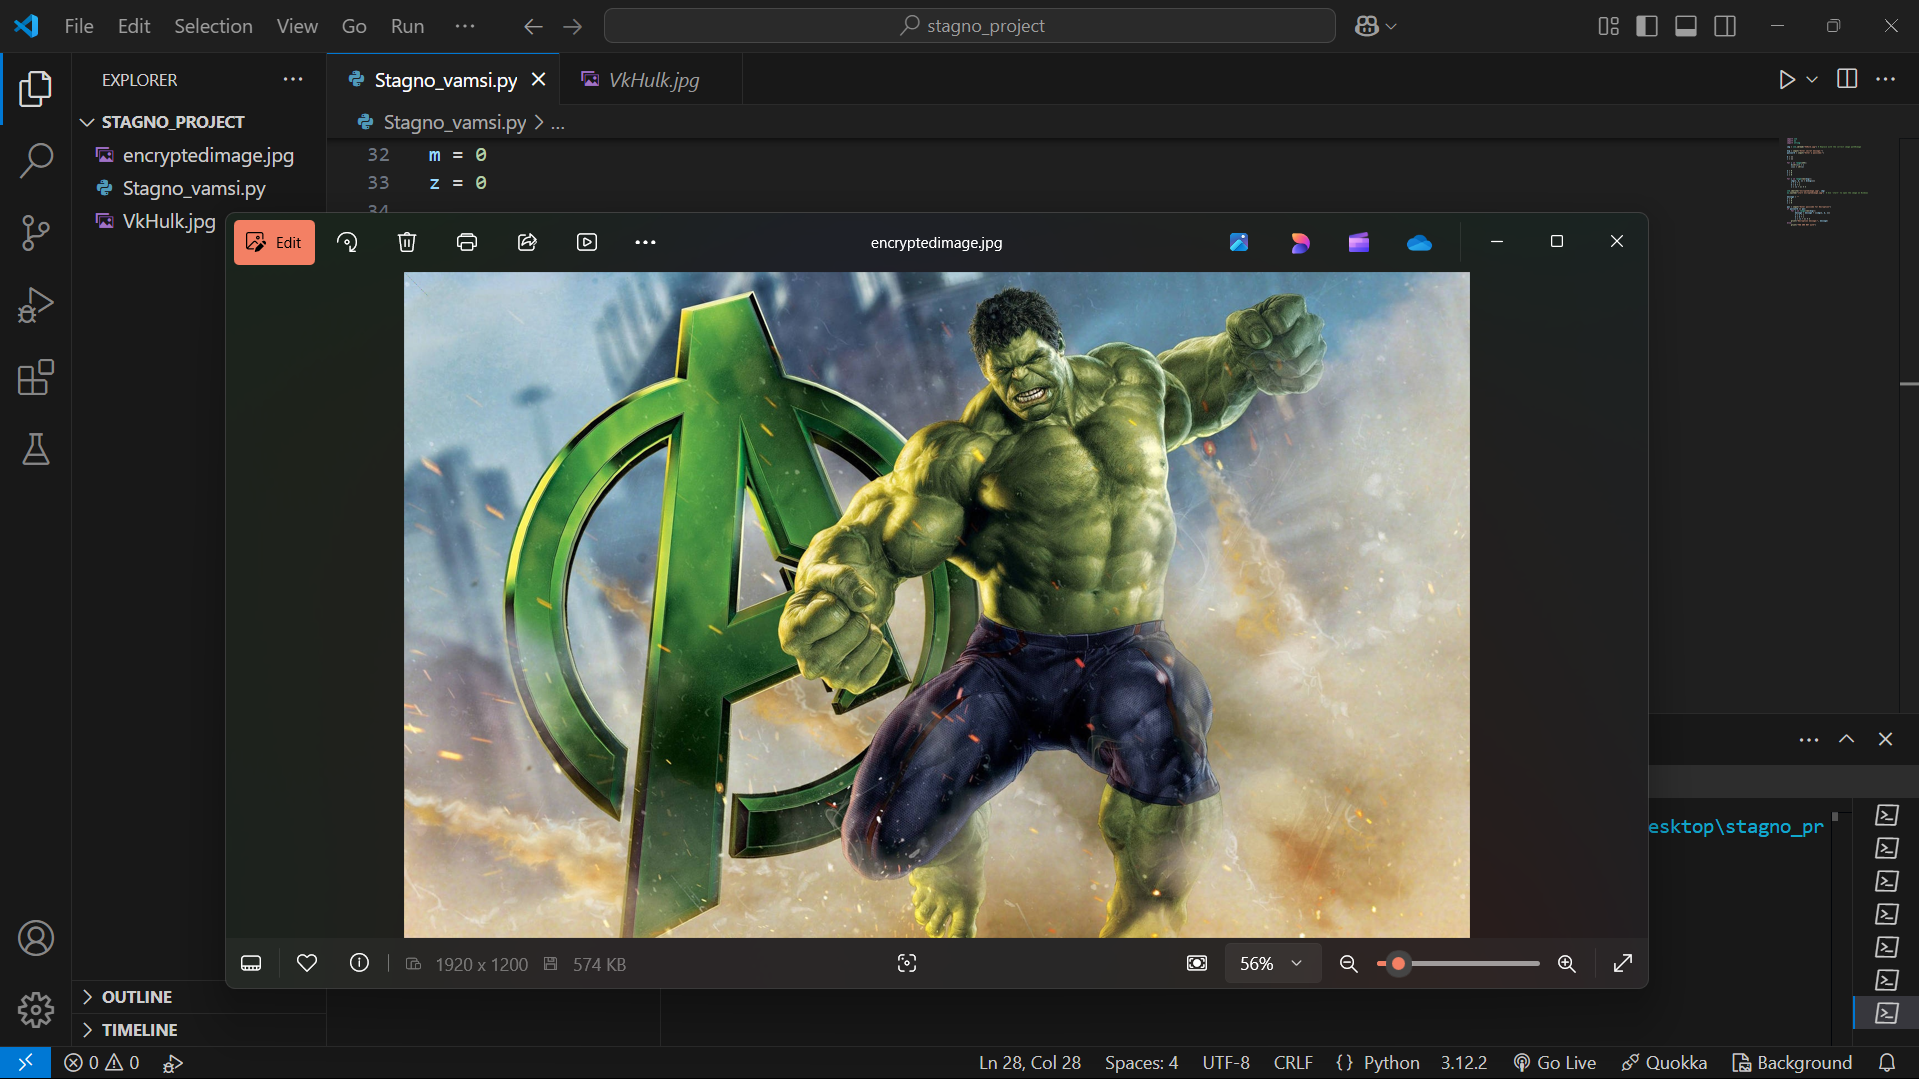 File Edit Selection View Go Run ··· stagno_project
EXPLORER ···
Stagno_vamsi.py
VkHulk.jpg
STAGNO_PROJECT
encryptedimage.jpg
Stagno_vamsi.py
VkHulk.jpg
Stagno_vamsi.py > ...
32 m = 0
33 z = 0
34
Edit
encryptedimage.jpg
1920 x 1200 574 KB
56%
esktop\stagno_pr
OUTLINE
TIMELINE
0 0 Ln 28, Col 28 Spaces: 4 UTF-8 CRLF {} Python 3.12.2 Go Live Quokka Background